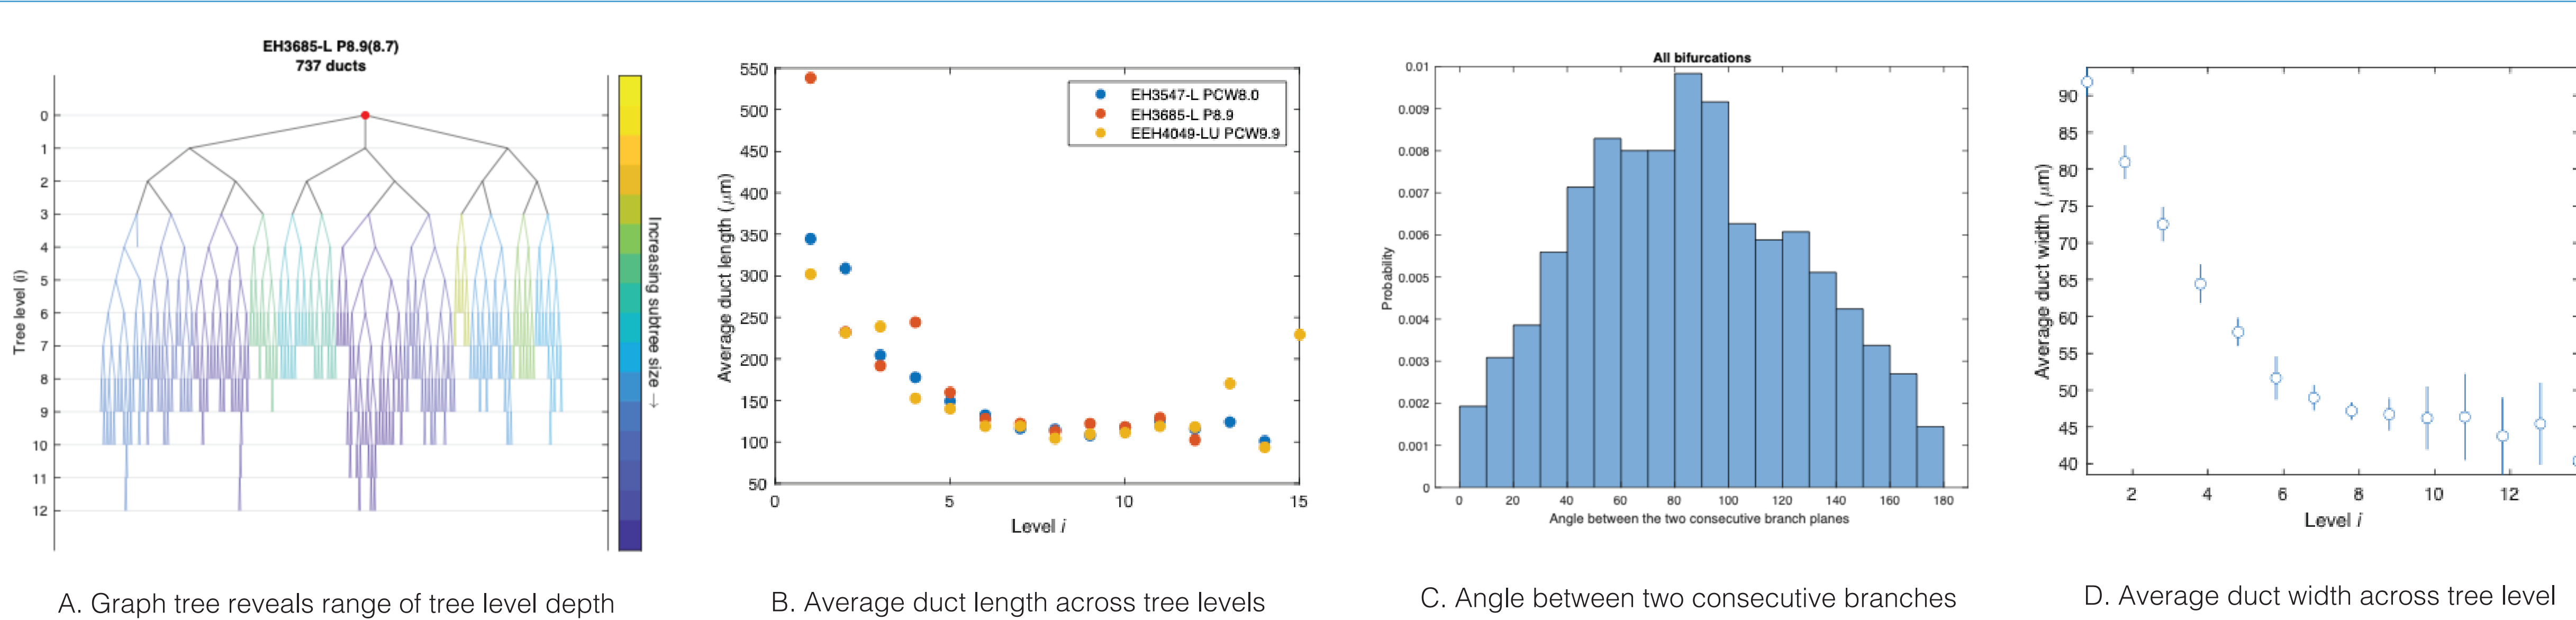 EH3685-L P8.9(8.7)
737 ducts
Tree level (i)
0
1
2
3
4
5
6
7
8
9
10
11
12
Increasing subtree size →
A. Graph tree reveals range of tree level depth
Average duct length (μm)
550
500
450
400
350
300
250
200
150
100
50
0 5 10 15
Level i
EH3547-L PCW8.0
EH3685-L P8.9
EEH4049-LU PCW9.9
B. Average duct length across tree levels
All bifurcations
Probability
0.01
0.009
0.008
0.007
0.006
0.005
0.004
0.003
0.002
0.001
0
0 20 40 60 80 100 120 140 160 180
Angle between the two consecutive branch planes
C. Angle between two consecutive branches
Average duct width (μm)
90
85
80
75
70
65
60
55
50
45
40
2 4 6 8 10 12
Level i
D. Average duct width across tree level